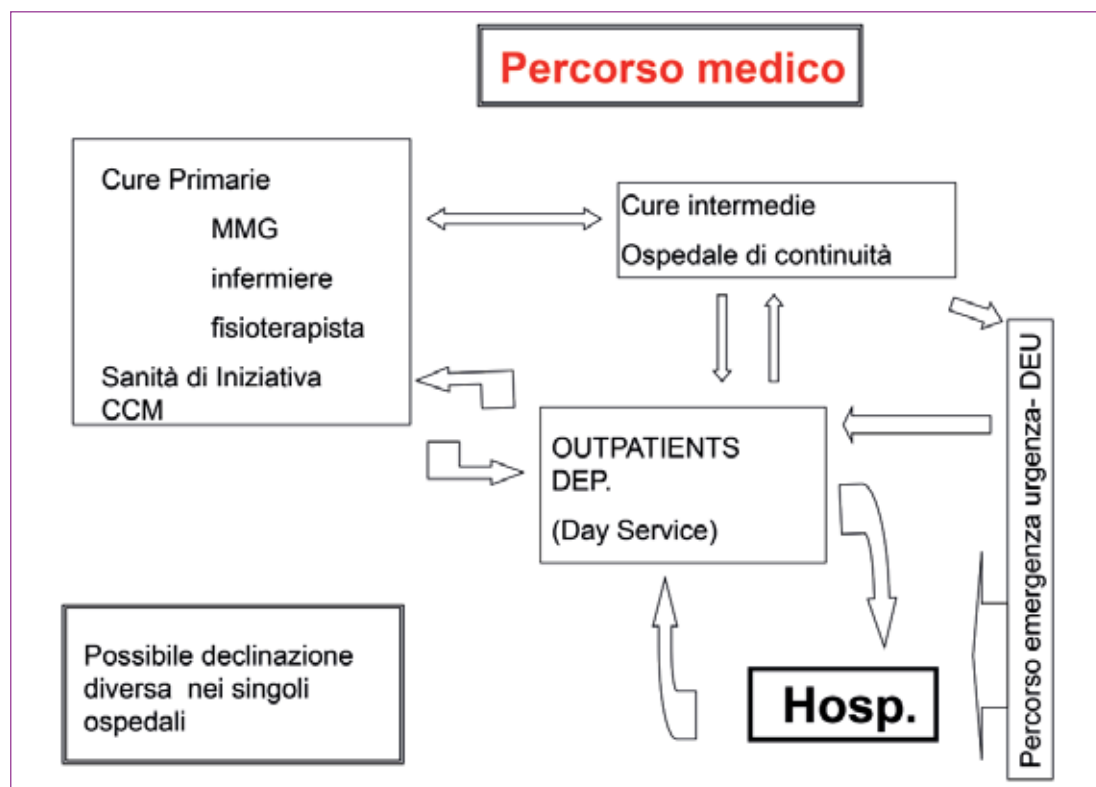 Percorso medico
Cure Primarie
MMG
infermiere
fisioterapista
Sanità di Iniziativa
CCM
Cure intermedie
Ospedale di continuità
OUTPATIENTS
DEP.
(Day Service)
Percorso emergenza urgenza- DEU
Possibile declinazione
diversa nei singoli
ospedali
Hosp.